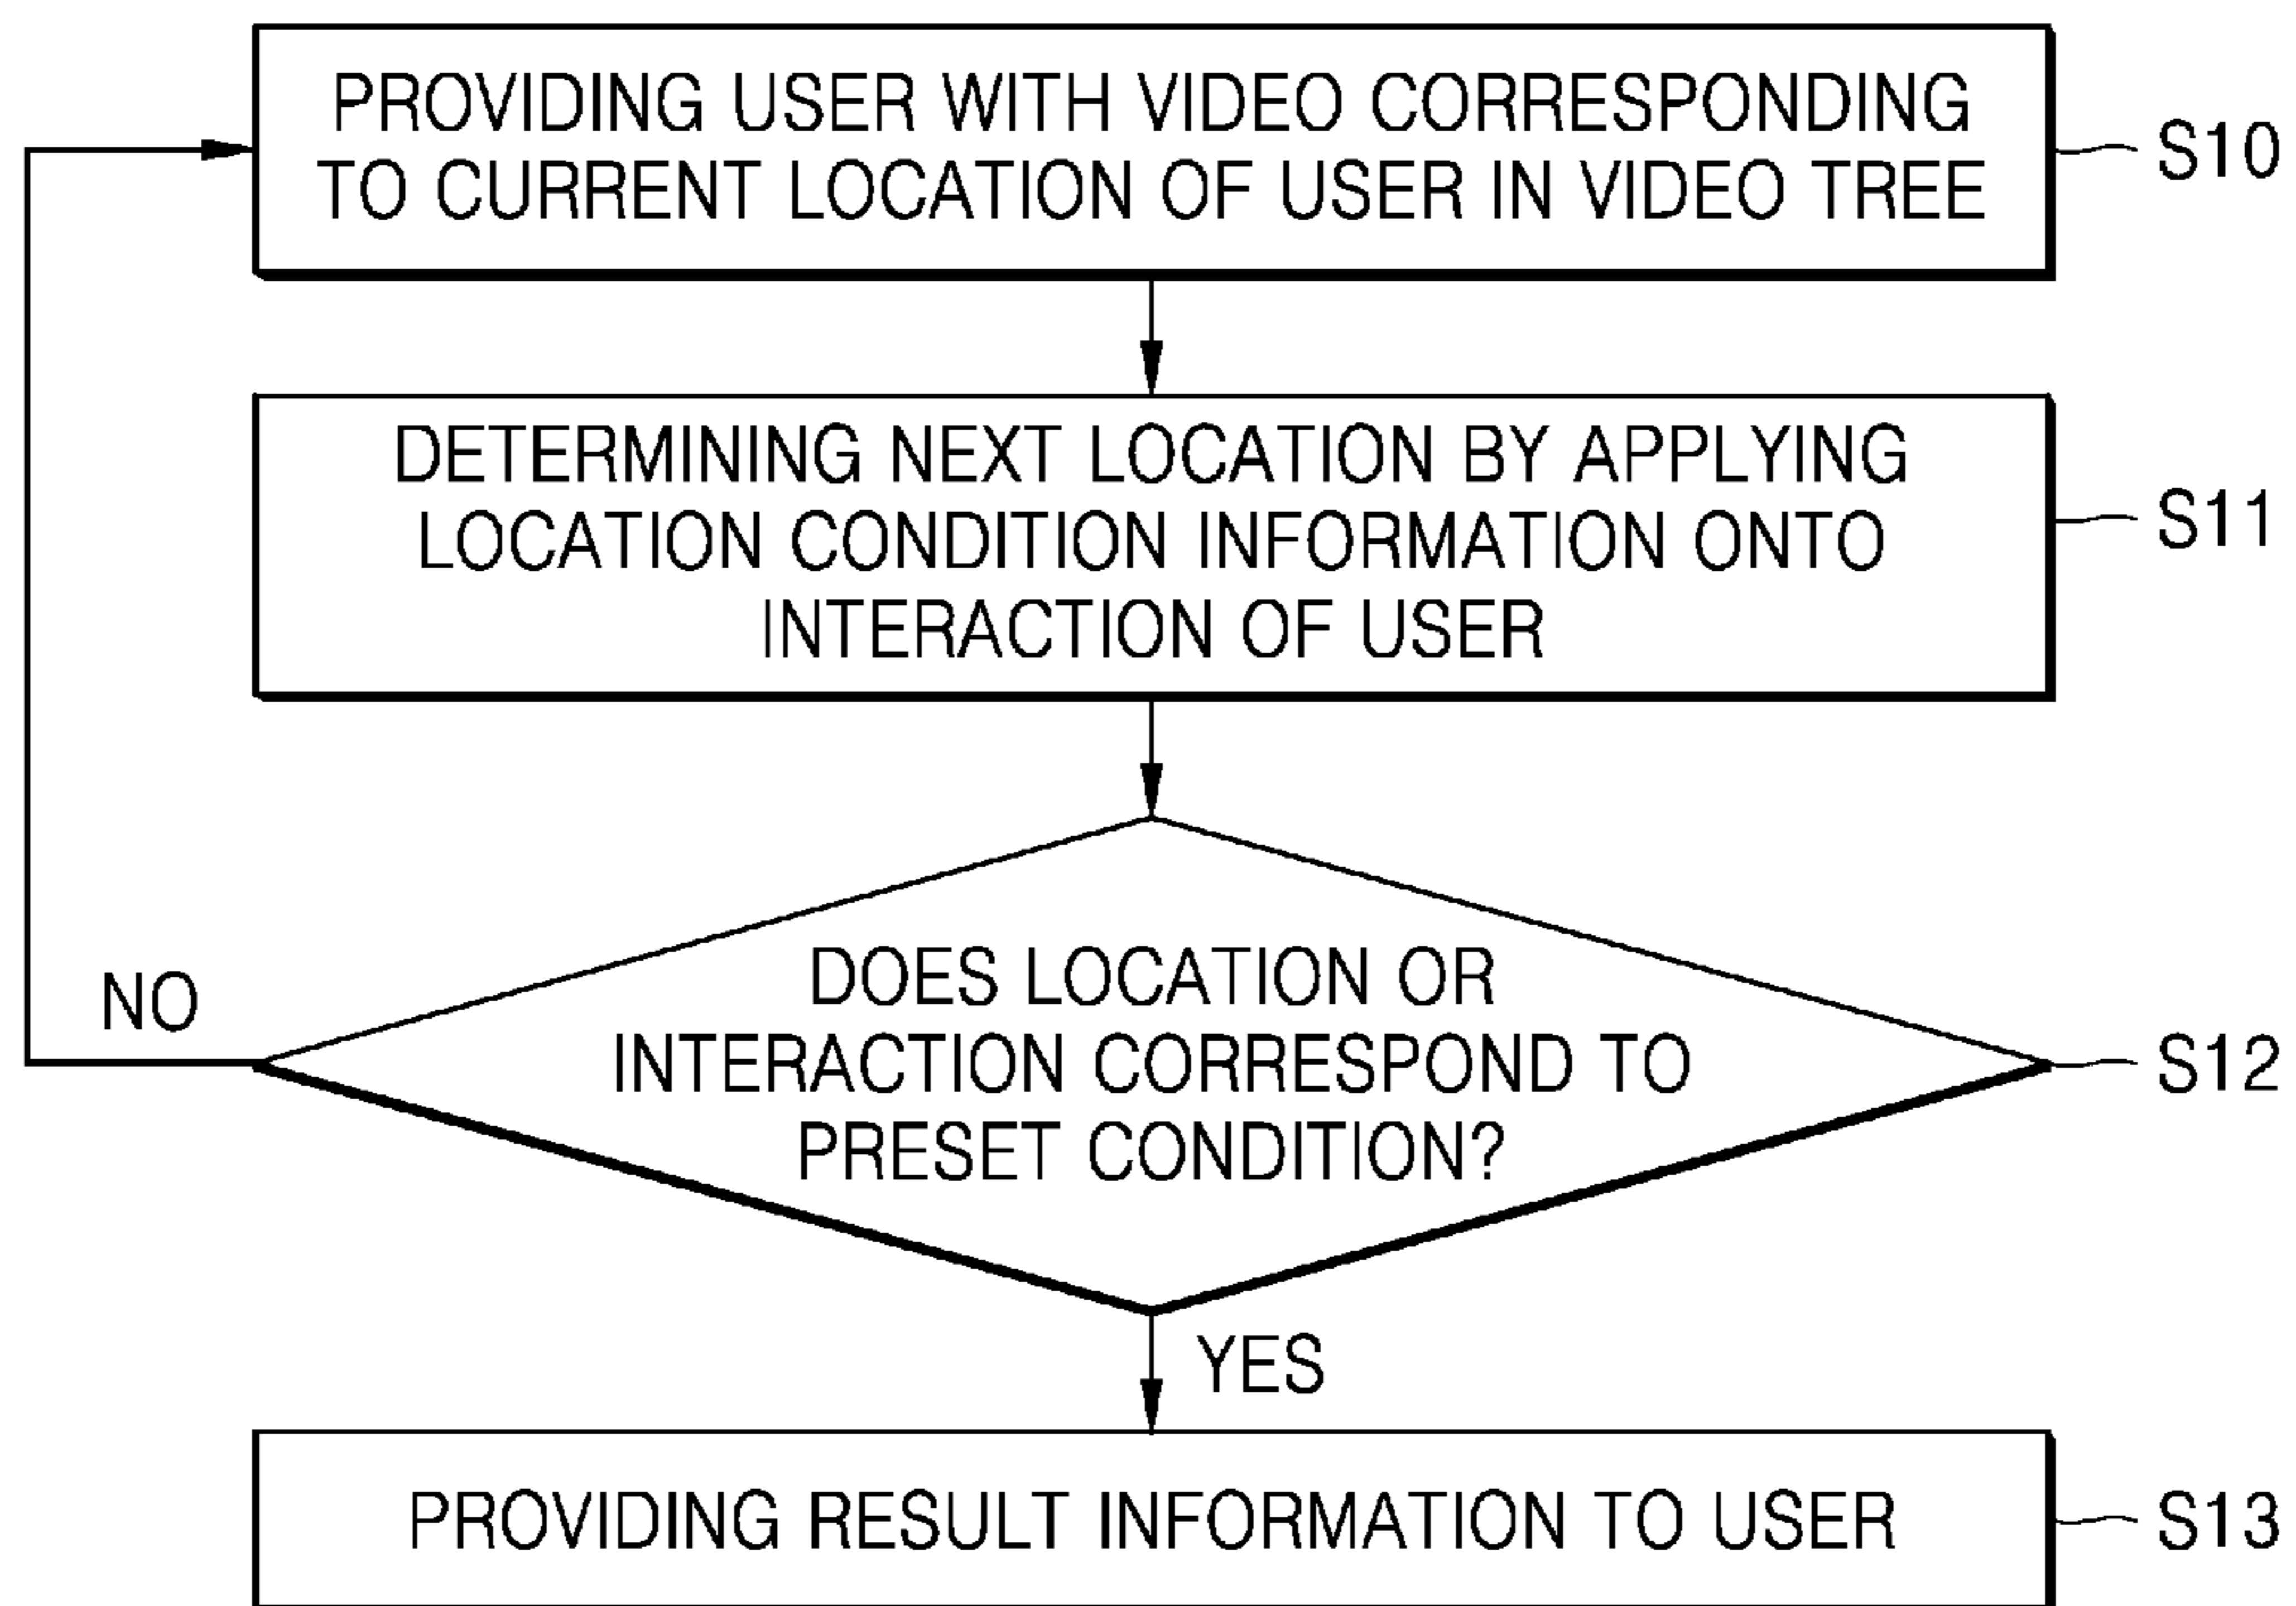 PROVIDING USER WITH VIDEO CORRESPONDING
TO CURRENT LOCATION OF USER IN VIDEO TREE
S10
DETERMINING NEXT LOCATION BY APPLYING
LOCATION CONDITION INFORMATION ONTO
INTERACTION OF USER
S11
DOES LOCATION OR
INTERACTION CORRESPOND TO
PRESET CONDITION?
S12
NO
YES
PROVIDING RESULT INFORMATION TO USER
S13